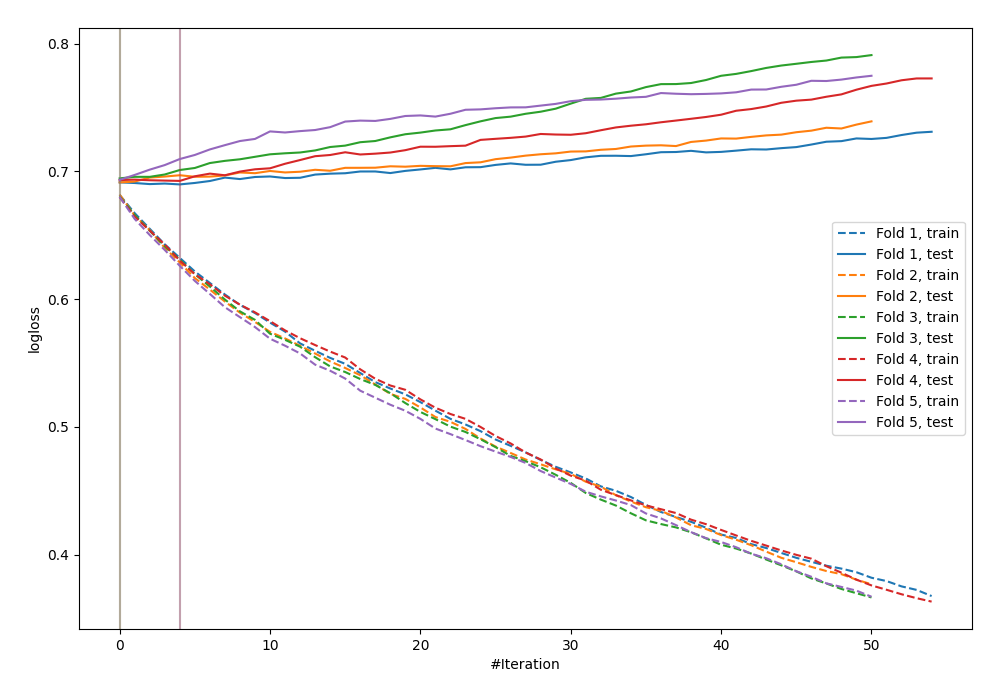 0.8
0.7
0.6
0.5
0.4
logloss
0
10
20
30
40
50
#Iteration
Fold 1, train
Fold 1, test
Fold 2, train
Fold 2, test
Fold 3, train
Fold 3, test
Fold 4, train
Fold 4, test
Fold 5, train
Fold 5, test